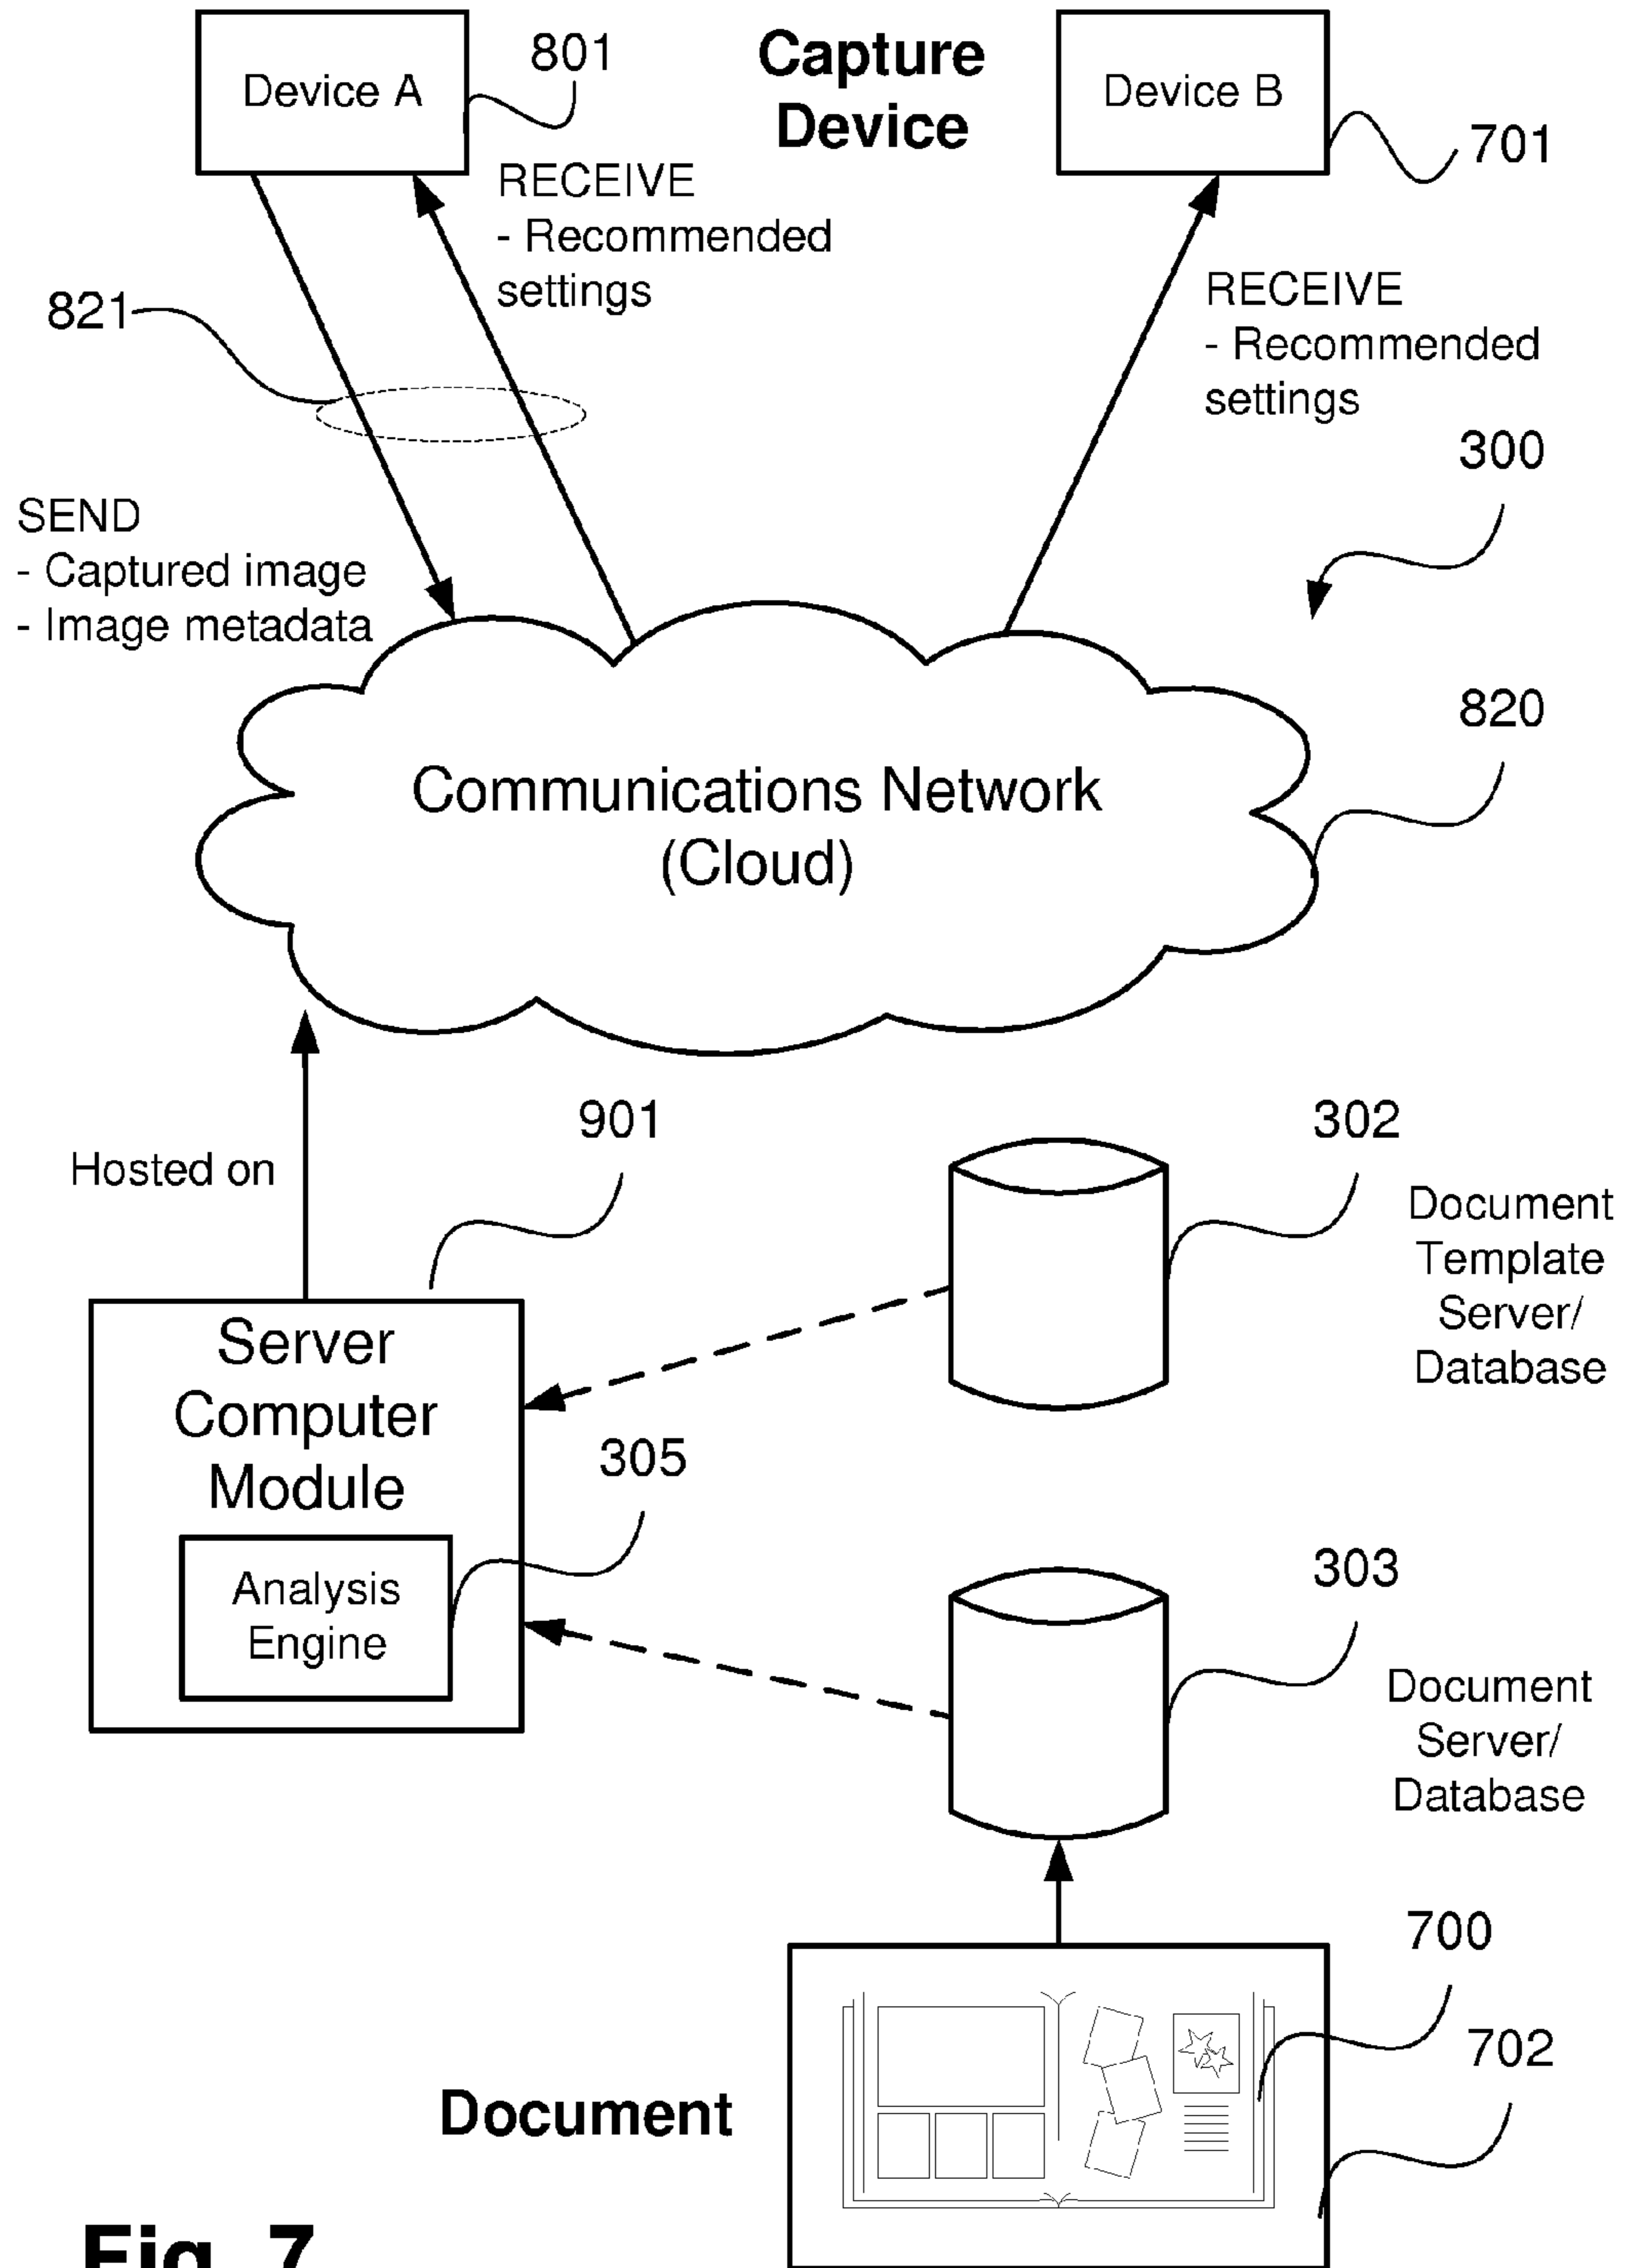 Device A
801
Capture
Device
Device B
701
RECEIVE
- Recommended
settings
821
RECEIVE
- Recommended
settings
300
SEND
- Captured image
- Image metadata
820
Communications Network
(Cloud)
901
302
Hosted on
Document
Template
Server/
Database
Server
Computer
Module
305
Analysis
Engine
303
Document
Server/
Database
700
702
Document
Fig. 7